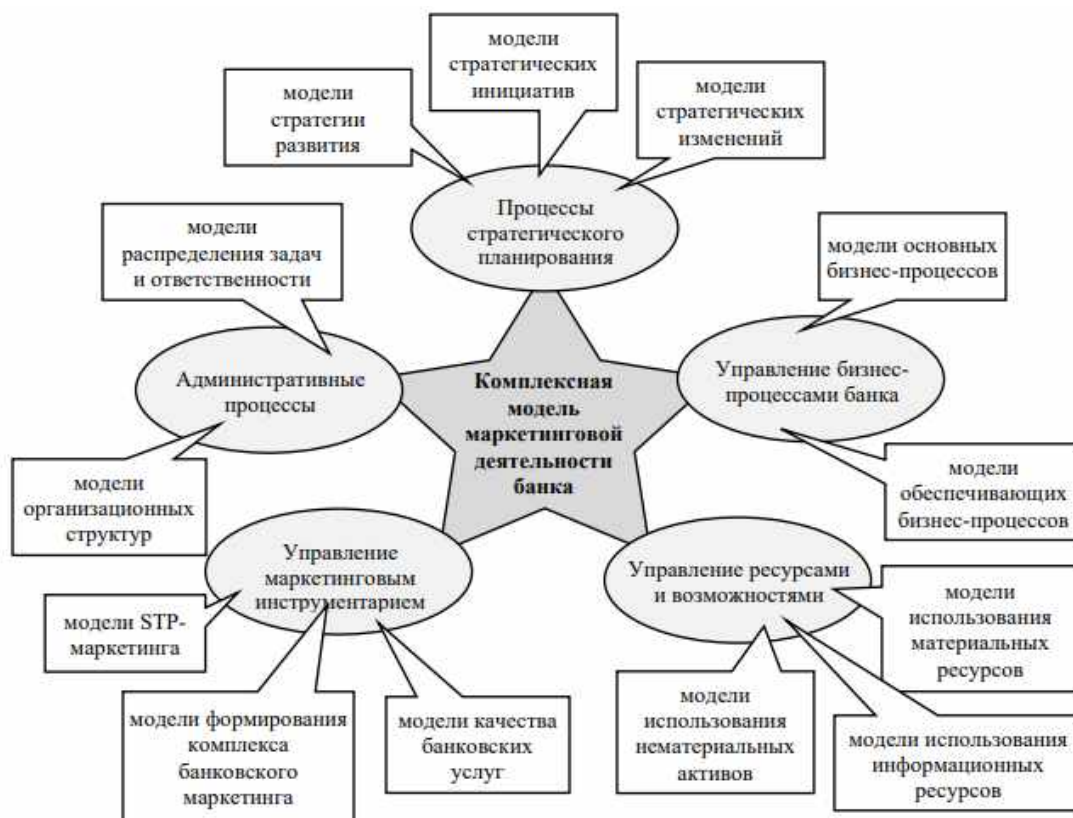 модели
стратегических
инициатив
модели
стратегии
развития
модели
стратегических
изменений
Процессы
стратегического
планирования
модели
распределения задач
и ответственности
модели основных
бизнес-процессов
Административные
процессы
Комплексная
модель
маркетинговой
деятельности
банка
Управление бизнес-
процессами банка
модели
организационных
структур
модели
обеспечивающих
бизнес-процессов
Управление
маркетинговым
инструментарием
Управление ресурсами
и возможностями
модели STP-
маркетинга
модели
использования
материальных
ресурсов
модели формирования
комплекса
банковского
маркетинга
модели качества
банковских
услуг
модели
использования
нематериальных
активов
модели использования
информационных
ресурсов